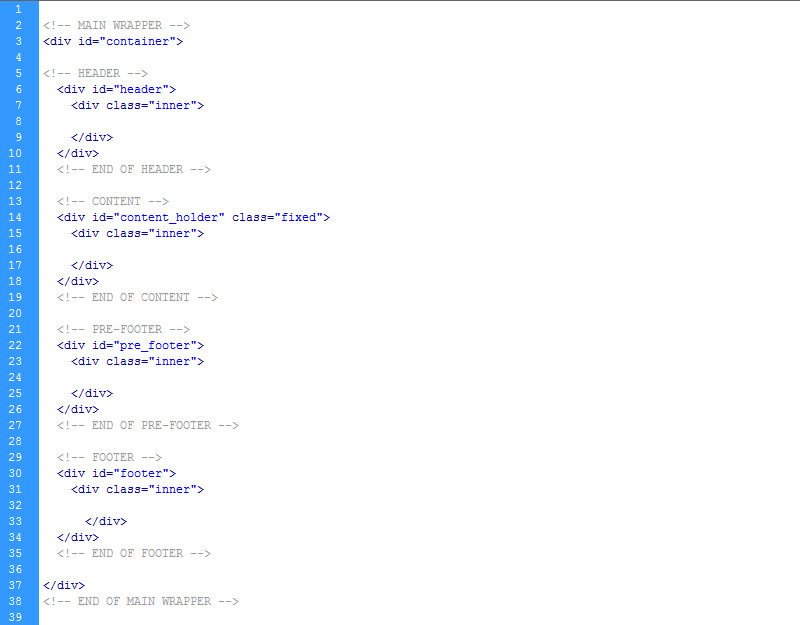 1
2 <!-- MAIN WRAPPER -->
3 <div id="container">
4
5 <!-- HEADER -->
6   <div id="header">
7     <div class="inner">
8
9     </div>
10   </div>
11   <!-- END OF HEADER -->
12
13   <!-- CONTENT -->
14   <div id="content_holder" class="fixed">
15     <div class="inner">
16
17     </div>
18   </div>
19   <!-- END OF CONTENT -->
20
21   <!-- PRE-FOOTER -->
22   <div id="pre_footer">
23     <div class="inner">
24
25     </div>
26   </div>
27   <!-- END OF PRE-FOOTER -->
28
29   <!-- FOOTER -->
30   <div id="footer">
31     <div class="inner">
32
33       </div>
34   </div>
35   <!-- END OF FOOTER -->
36
37 </div>
38 <!-- END OF MAIN WRAPPER -->
39